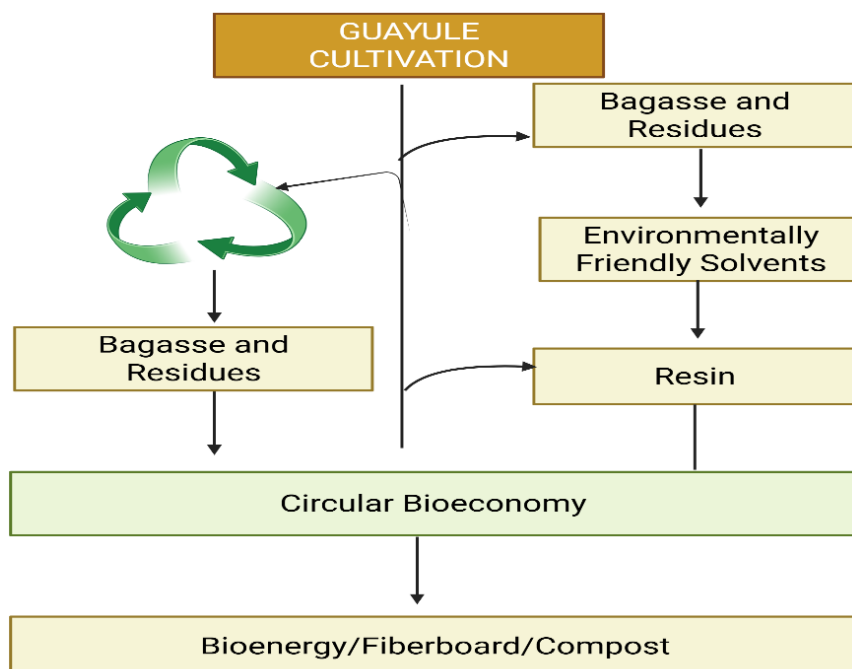 GUAYULE
CULTIVATION
Bagasse and
Residues
Environmentally
Friendly Solvents
Bagasse and
Residues
Resin
Circular Bioeconomy
Bioenergy/Fiberboard/Compost